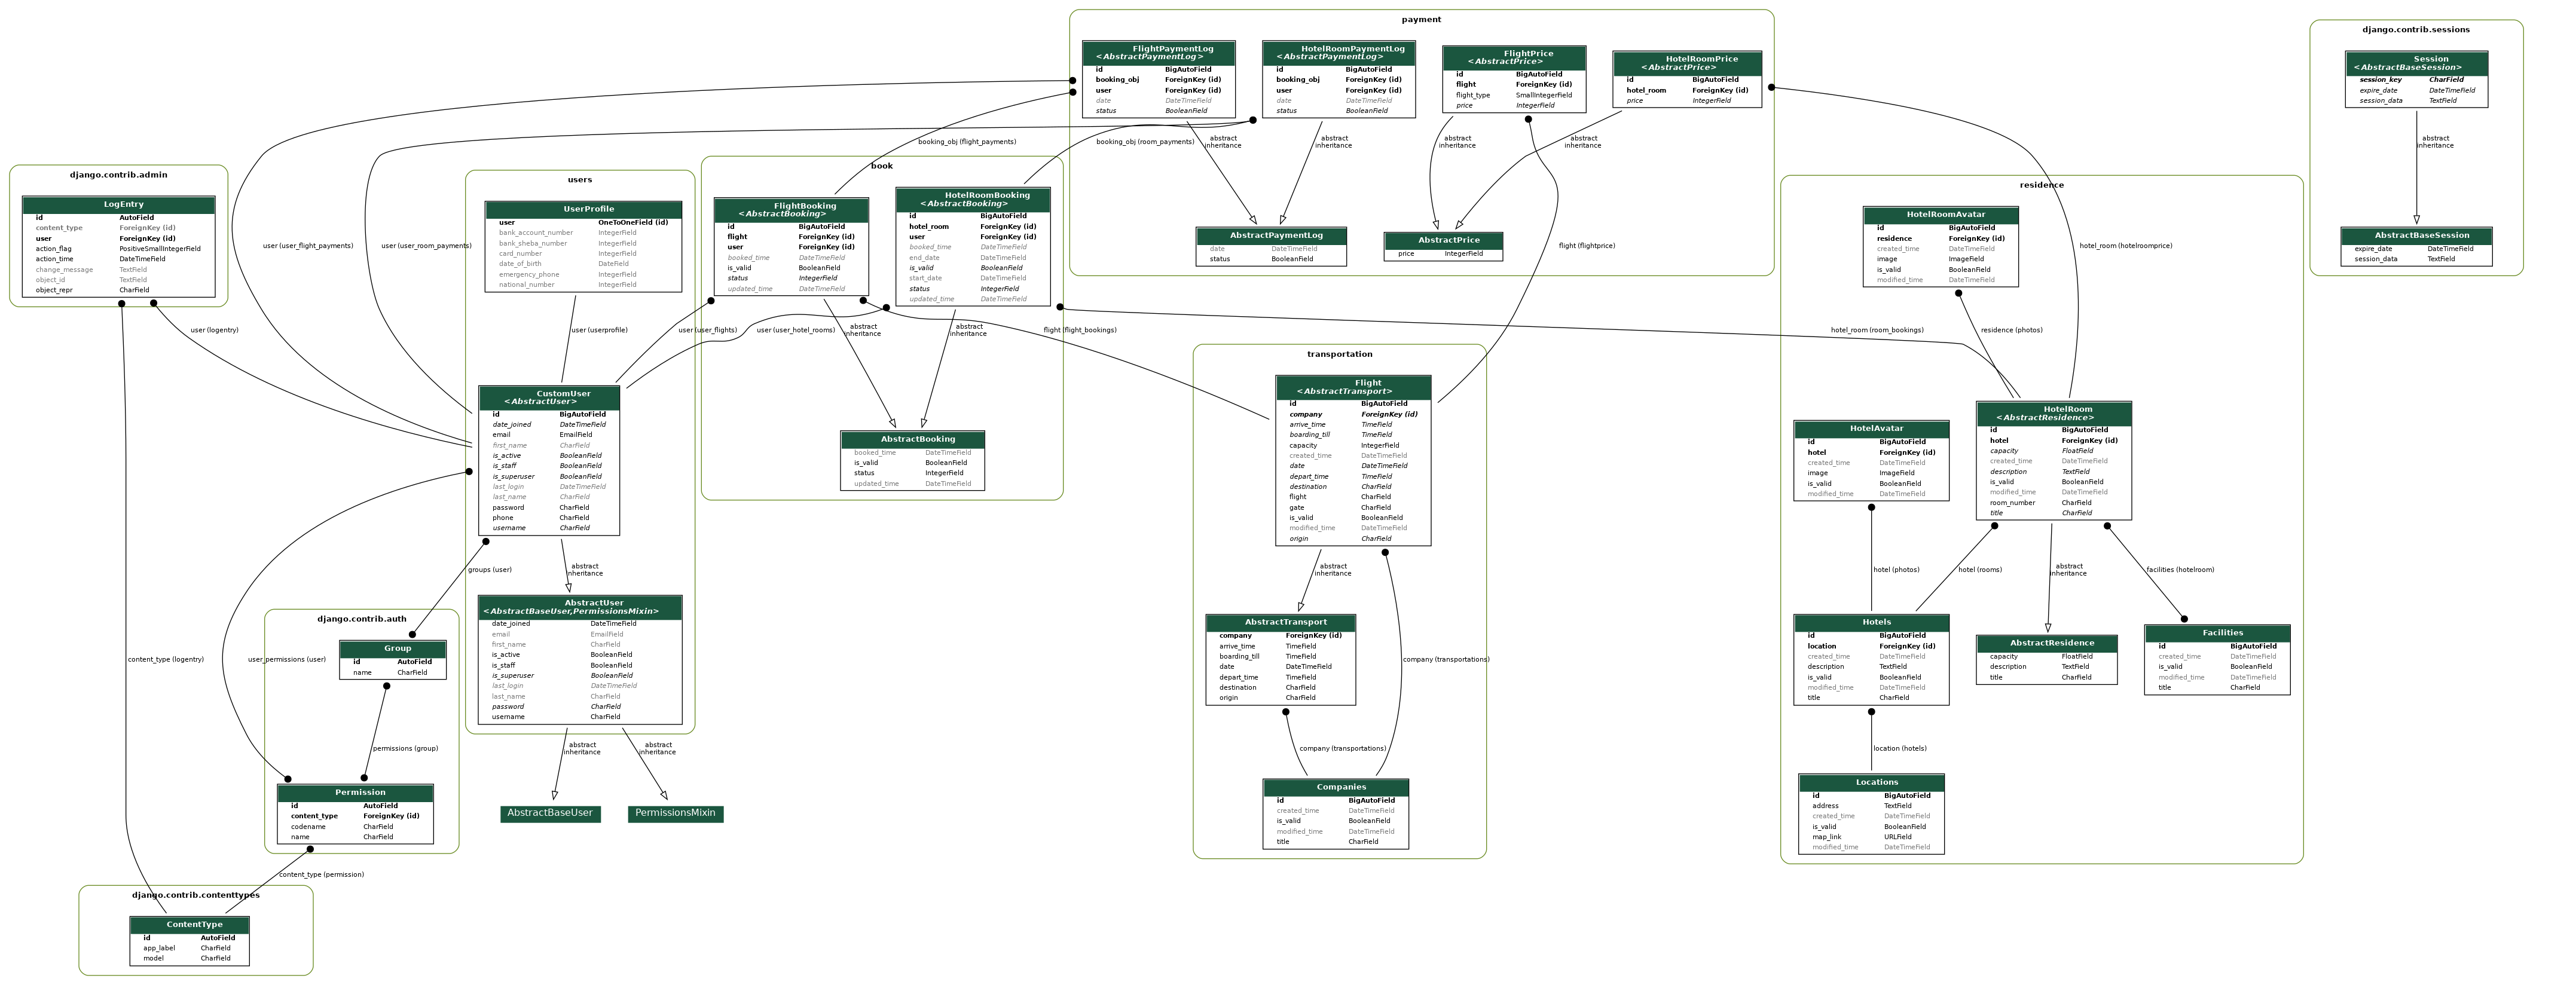 payment
FlightPaymentLog
<AbstractPaymentLog>
id BigAutoField
booking_obj ForeignKey (id)
user ForeignKey (id)
date DateTimeField
status BooleanField
HotelRoomPaymentLog
<AbstractPaymentLog>
id BigAutoField
booking_obj ForeignKey (id)
user ForeignKey (id)
date DateTimeField
status BooleanField
FlightPrice
<AbstractPrice>
id BigAutoField
flight ForeignKey (id)
flight_type SmallIntegerField
price IntegerField
HotelRoomPrice
<AbstractPrice>
id BigAutoField
hotel_room ForeignKey (id)
price IntegerField
booking_obj (flight_payments)
booking_obj (room_payments)
abstract
inheritance
abstract
inheritance
abstract
inheritance
abstract
inheritance
AbstractPaymentLog
date DateTimeField
status BooleanField
AbstractPrice
price IntegerField
flight (flightprice)
hotel_room (hotelroomprice)
django.contrib.sessions
Session
<AbstractBaseSession>
session_key CharField
expire_date DateTimeField
session_data TextField
abstract
inheritance
AbstractBaseSession
expire_date DateTimeField
session_data TextField
django.contrib.admin
LogEntry
id AutoField
content_type ForeignKey (id)
user ForeignKey (id)
action_flag PositiveSmallIntegerField
action_time DateTimeField
change_message TextField
object_id TextField
object_repr CharField
user (logentry)
content_type (logentry)
user (user_flight_payments)
user (user_room_payments)
users
UserProfile
user OneToOneField (id)
bank_account_number IntegerField
bank_sheba_number IntegerField
card_number IntegerField
date_of_birth DateField
emergency_phone IntegerField
national_number IntegerField
user (userprofile)
CustomUser
<AbstractUser>
id BigAutoField
date_joined DateTimeField
email EmailField
first_name CharField
is_active BooleanField
is_staff BooleanField
is_superuser BooleanField
last_login DateTimeField
last_name CharField
password CharField
phone CharField
username CharField
groups (user)
abstract
inheritance
AbstractUser
<AbstractBaseUser,PermissionsMixin>
date_joined DateTimeField
email EmailField
first_name CharField
is_active BooleanField
is_staff BooleanField
is_superuser BooleanField
last_login DateTimeField
last_name CharField
password CharField
username CharField
abstract
inheritance
abstract
inheritance
AbstractBaseUser
PermissionsMixin
book
FlightBooking
<AbstractBooking>
id BigAutoField
flight ForeignKey (id)
user ForeignKey (id)
booked_time DateTimeField
is_valid BooleanField
status IntegerField
updated_time DateTimeField
HotelRoomBooking
<AbstractBooking>
id BigAutoField
hotel_room ForeignKey (id)
user ForeignKey (id)
booked_time DateTimeField
end_date DateTimeField
is_valid BooleanField
start_date DateTimeField
status IntegerField
updated_time DateTimeField
user (user_flights)
user (user_hotel_rooms)
abstract
inheritance
abstract
inheritance
flight (flight_bookings)
AbstractBooking
booked_time DateTimeField
is_valid BooleanField
status IntegerField
updated_time DateTimeField
transportation
Flight
<AbstractTransport>
id BigAutoField
company ForeignKey (id)
arrive_time TimeField
boarding_till TimeField
capacity IntegerField
created_time DateTimeField
date DateTimeField
depart_time TimeField
destination CharField
flight CharField
gate CharField
is_valid BooleanField
modified_time DateTimeField
origin CharField
abstract
inheritance
AbstractTransport
company ForeignKey (id)
arrive_time TimeField
boarding_till TimeField
date DateTimeField
depart_time TimeField
destination CharField
origin CharField
company (transportations)
company (transportations)
Companies
id BigAutoField
created_time DateTimeField
is_valid BooleanField
modified_time DateTimeField
title CharField
residence
HotelRoomAvatar
id BigAutoField
residence ForeignKey (id)
created_time DateTimeField
image ImageField
is_valid BooleanField
modified_time DateTimeField
hotel_room (room_bookings)
residence (photos)
HotelAvatar
id BigAutoField
hotel ForeignKey (id)
created_time DateTimeField
image ImageField
is_valid BooleanField
modified_time DateTimeField
HotelRoom
<AbstractResidence>
id BigAutoField
hotel ForeignKey (id)
capacity FloatField
created_time DateTimeField
description TextField
is_valid BooleanField
modified_time DateTimeField
room_number CharField
title CharField
hotel (photos)
hotel (rooms)
abstract
inheritance
facilities (hotelroom)
Hotels
id BigAutoField
location ForeignKey (id)
created_time DateTimeField
description TextField
is_valid BooleanField
modified_time DateTimeField
title CharField
AbstractResidence
capacity FloatField
description TextField
title CharField
Facilities
id BigAutoField
created_time DateTimeField
is_valid BooleanField
modified_time DateTimeField
title CharField
location (hotels)
Locations
id BigAutoField
address TextField
created_time DateTimeField
is_valid BooleanField
map_link URLField
modified_time DateTimeField
django.contrib.auth
Group
id AutoField
name CharField
user_permissions (user)
permissions (group)
Permission
id AutoField
content_type ForeignKey (id)
codename CharField
name CharField
content_type (permission)
django.contrib.contenttypes
ContentType
id AutoField
app_label CharField
model CharField